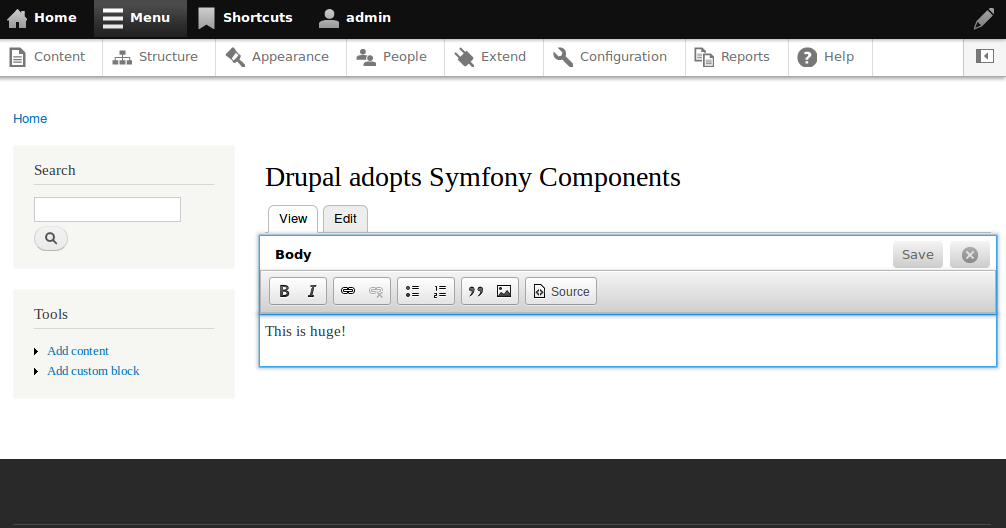 Home Menu Shortcuts admin
Content Structure Appearance People Extend Configuration Reports Help
Home
Search
Tools
Add content
Add custom block
Drupal adopts Symfony Components
View Edit
Body Save
B I Source
This is huge!